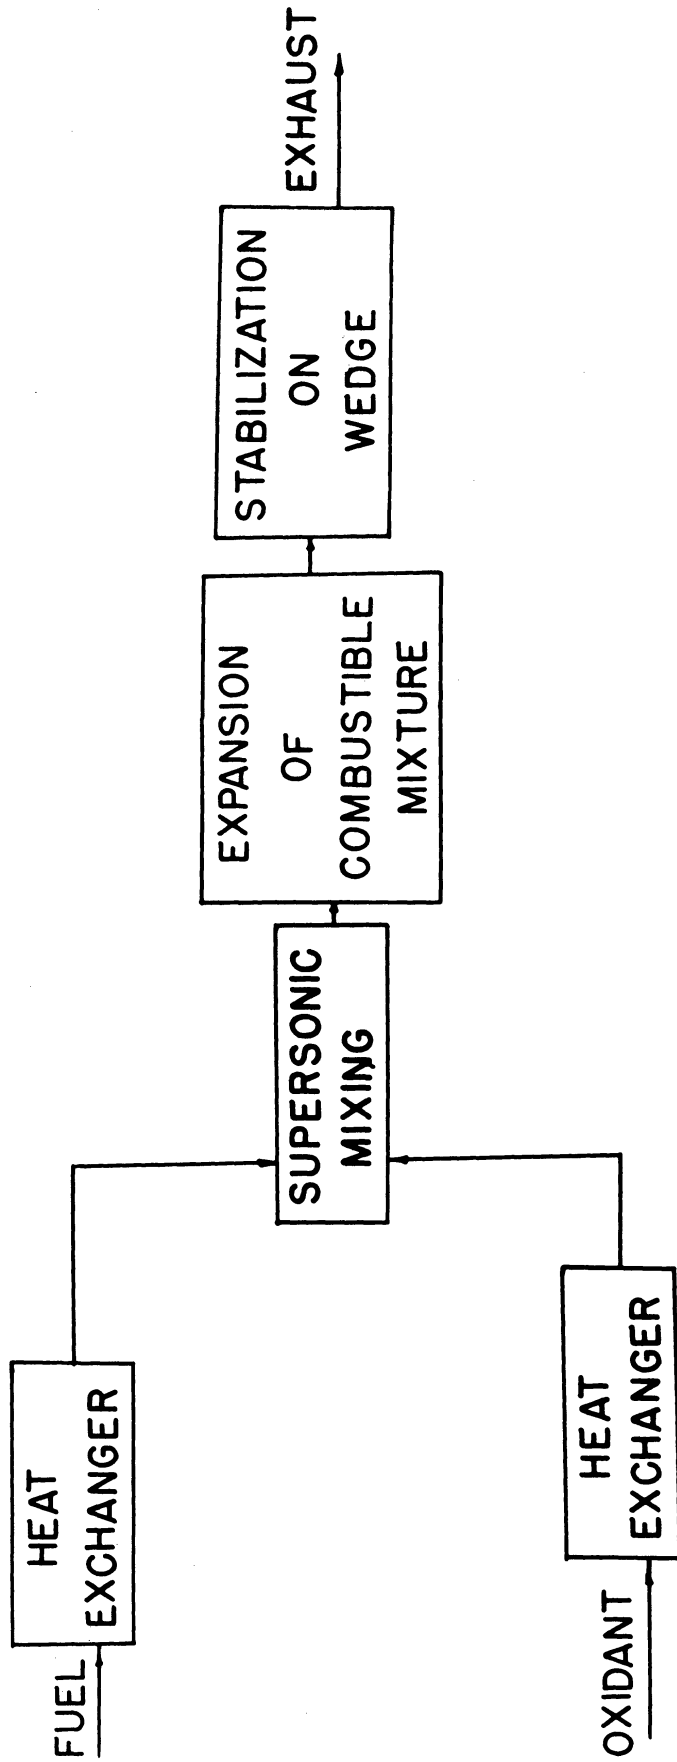 FUEL
HEAT
EXCHANGER
OXIDANT
HEAT
EXCHANGER
SUPERSONIC
MIXING
EXPANSION
OF
COMBUSTIBLE
MIXTURE
STABILIZATION
ON
WEDGE
EXHAUST